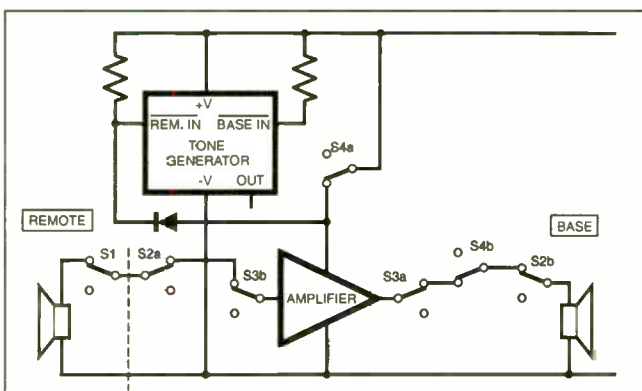 +V
REM. IN BASE IN
TONE
GENERATOR
-V OUT
S4a
REMOTE
BASE
S1 S2a
S3b
AMPLIFIER
S3a
S4b
S2b